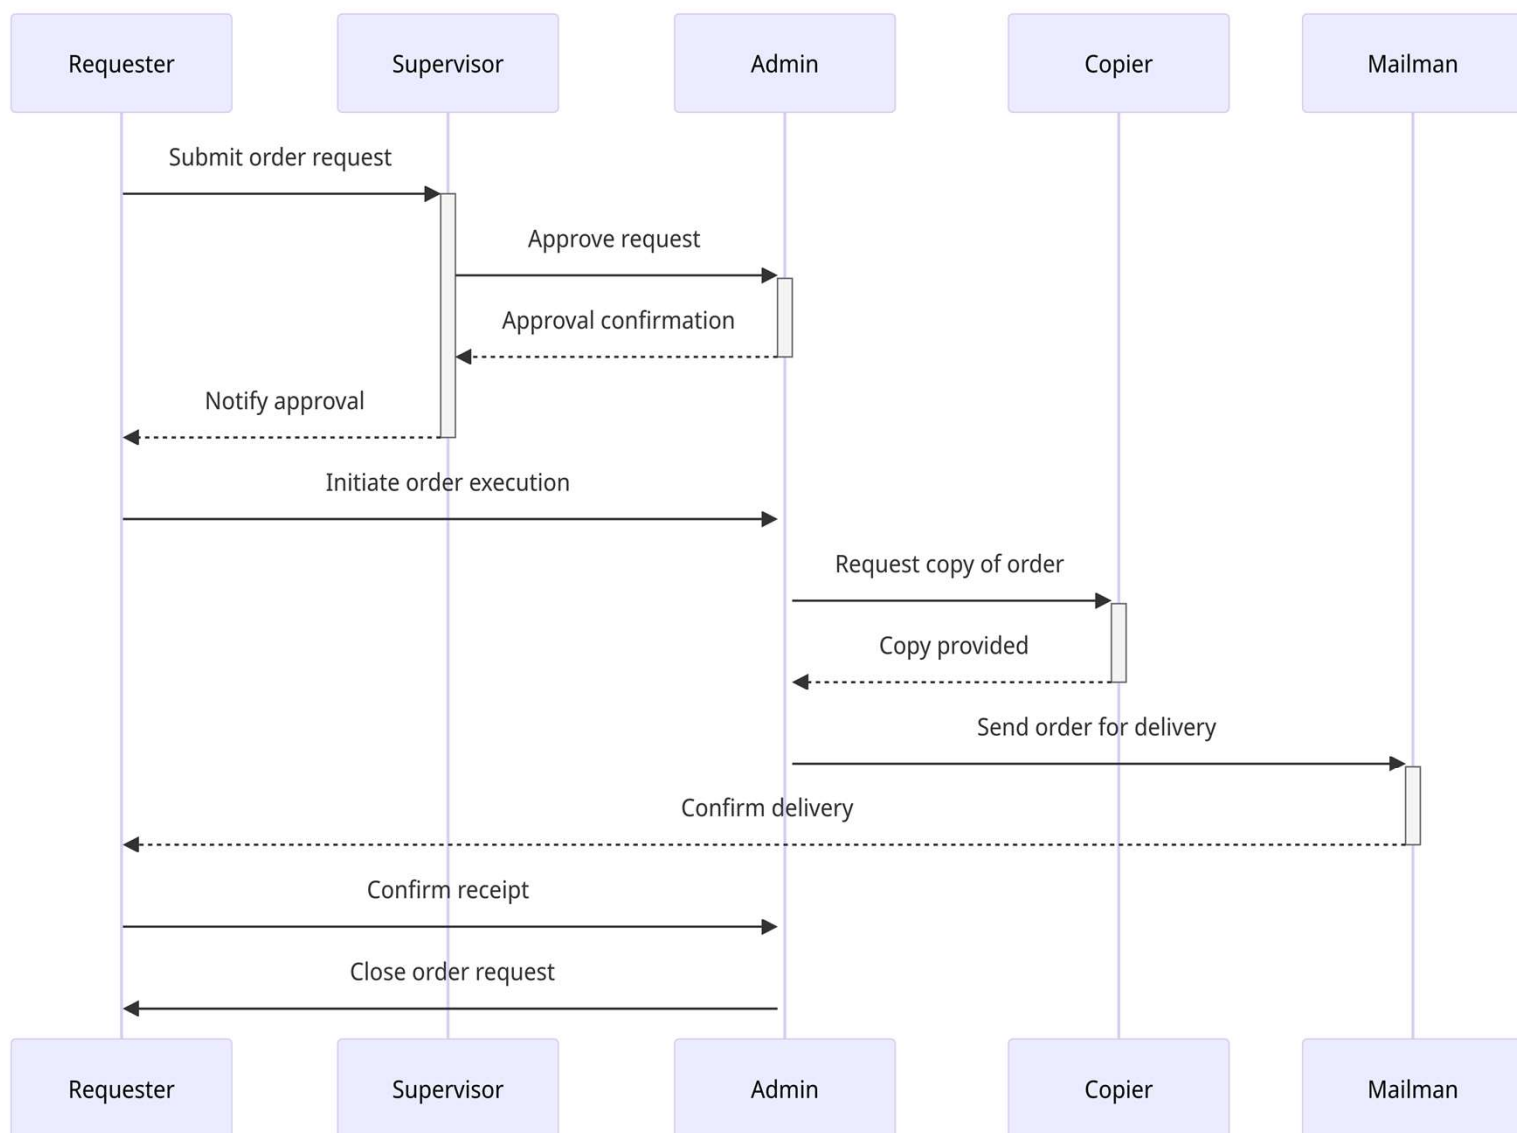 Requester
Supervisor
Admin
Copier
Mailman
Submit order request
Approve request
Approval confirmation
Notify approval
Initiate order execution
Request copy of order
Copy provided
Send order for delivery
Confirm delivery
Confirm receipt
Close order request
Requester
Supervisor
Admin
Copier
Mailman